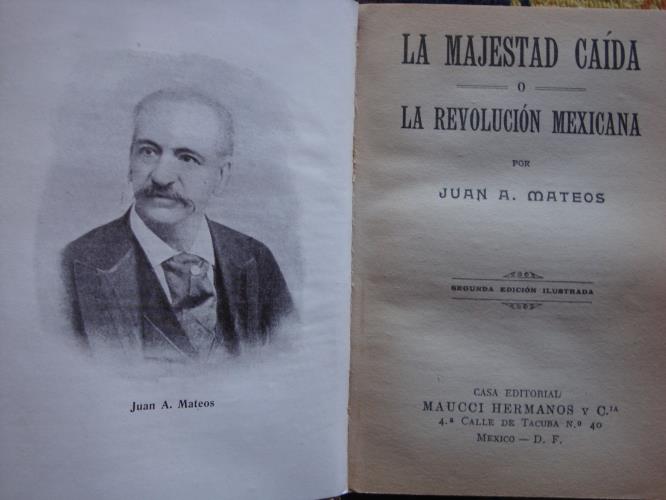 Juan A. Mateos
LA MAJESTAD CAÍDA
O
LA REVOLUCIÓN MEXICANA
POR
JUAN A. MATEOS
SEGUNDA EDICIÓN ILUSTRADA
CASA EDITORIAL
MAUCCI HERMANOS Y C.IA
4.ª CALLE DE TACUBA N.º 40
MEXICO — D. F.